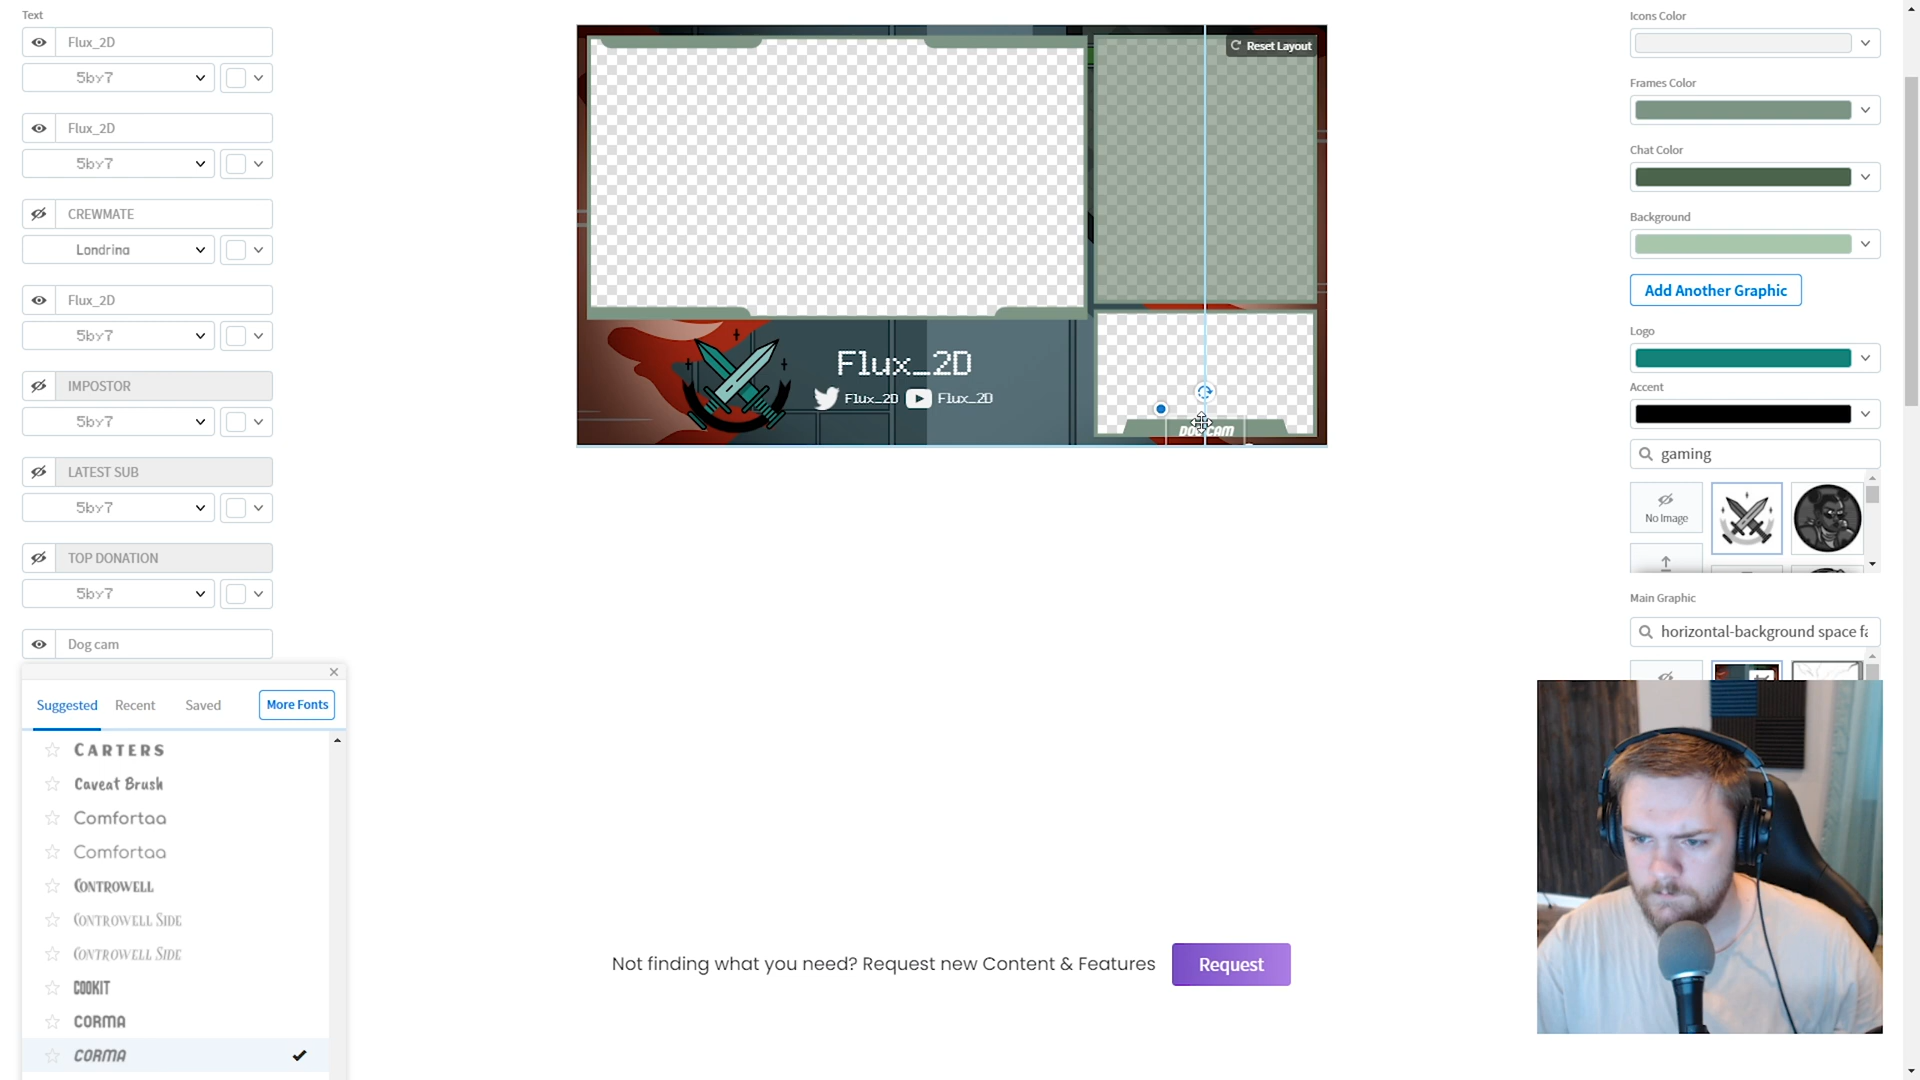 Text
Flux_2D
5by7
Flux_2D
5by7
CREWMATE
Londrina
Flux_2D
5by7
IMPOSTOR
5by7
LATEST SUB
5by7
TOP DONATION
5by7
Dog cam
Suggested
Recent
Saved
More Fonts
CARTERS
Caveat Brush
Comfortaa
Comfortaa
CONTROWELL
CONTROWELL SIDE
CONTROWELL SIDE
COOKIT
CORMA
CORMA
Reset Layout
Flux_2D
Flux_2D
Flux_2D
DOG CAM
Not finding what you need? Request new Content & Features
Request
Icons Color
Frames Color
Chat Color
Background
Add Another Graphic
Logo
Accent
gaming
No Image
Main Graphic
horizontal-background space fa